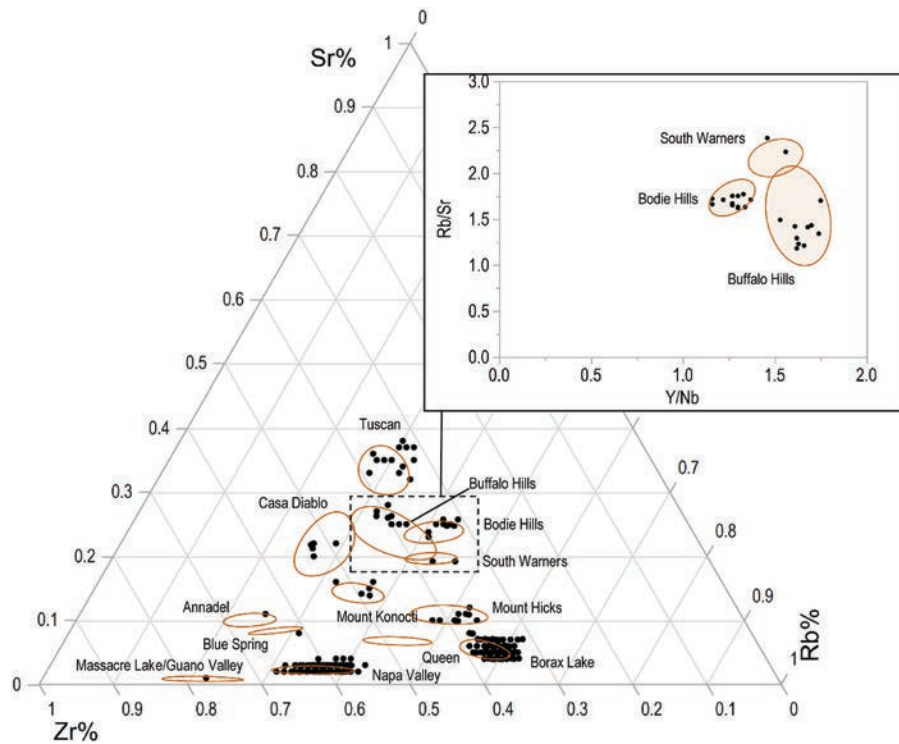 0
Sr%
1
0.9
0.8
0.7
0.6
0.5
0.4
0.3
0.2
0.1
0
3.0
2.5
2.0
1.5
1.0
0.5
0.0
Rb/Sr
South Warners
Bodie Hills
Buffalo Hills
0.0
0.5
1.0
1.5
2.0
Y/Nb
Tuscan
Buffalo Hills
Casa Diablo
Bodie Hills
South Warners
Annadel
Mount Konocti
Mount Hicks
Blue Spring
Queen
Borax Lake
Massacre Lake/Guano Valley
Napa Valley
0.7
0.8
0.9
1
Rb%
1
0.9
0.8
0.7
0.6
0.5
0.4
0.3
0.2
0.1
0
Zr%